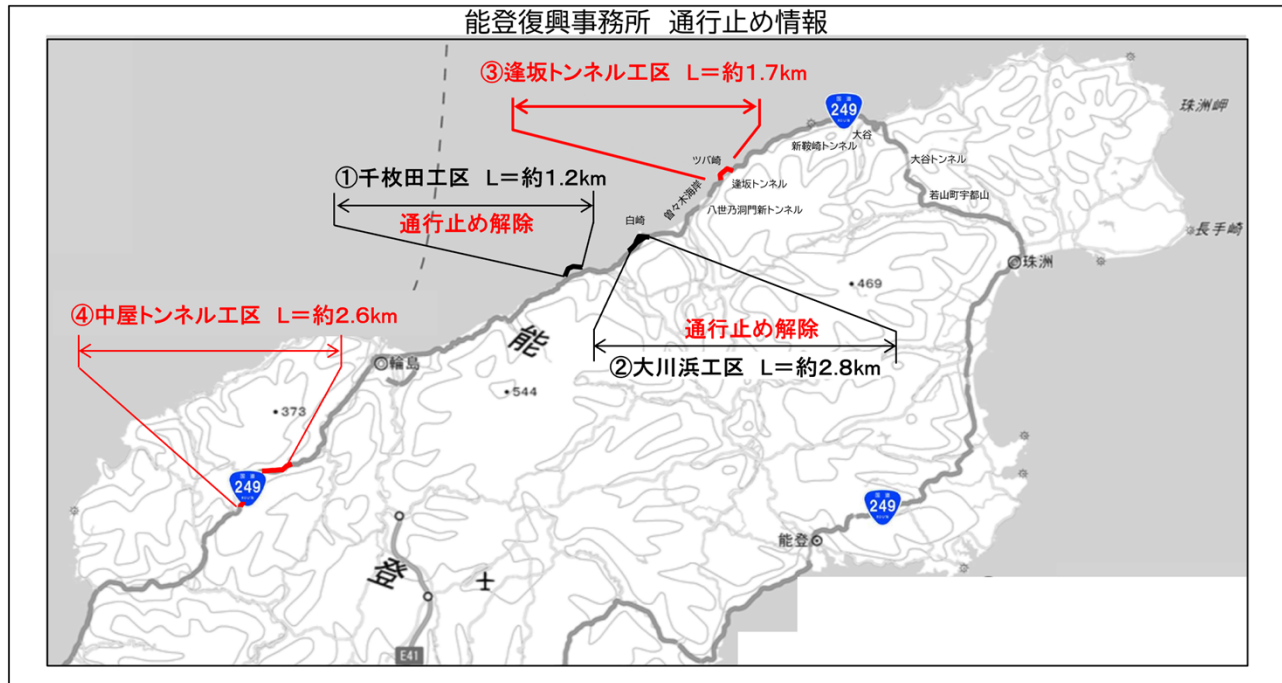 能登復興事務所 通行止め情報
③逢坂トンネル工区 L=約1.7km
249
珠洲岬
大谷
新鞍崎トンネル
ツバ崎
大谷トンネル
①千枚田工区 L=約1.2km
逢坂トンネル
曽々木海岸
若山町宇都山
八世乃洞門新トンネル
通行止め解除
白崎
長手崎
珠洲
469
④中屋トンネル工区 L=約2.6km
通行止め解除
能
輪島
②大川浜工区 L=約2.8km
544
373
249
249
能登
登
E41